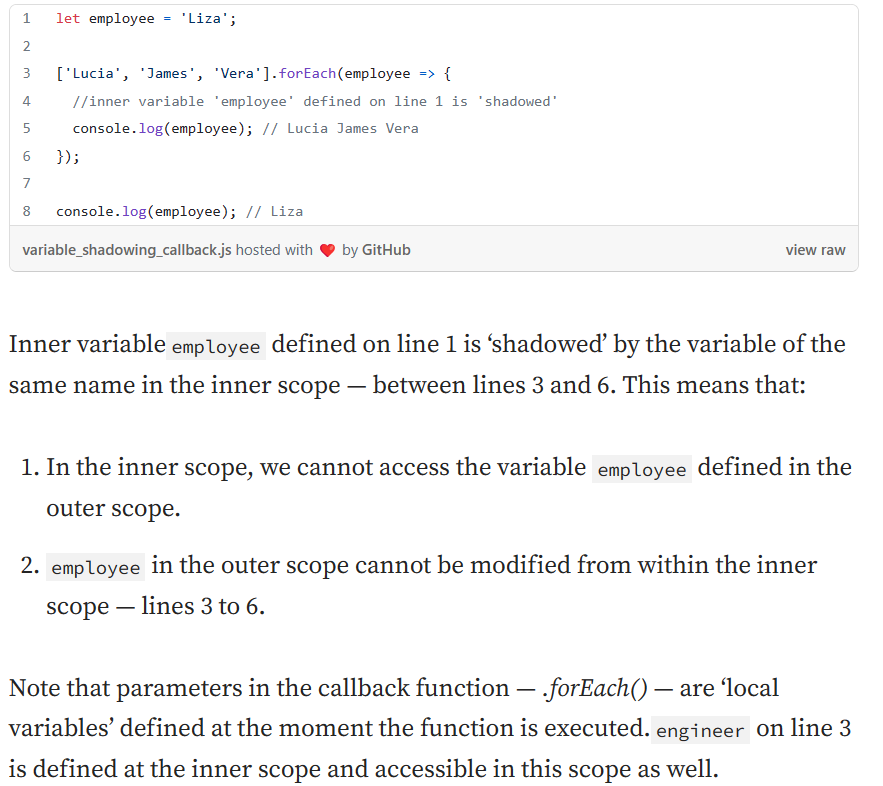 1 let employee = 'Liza';
2
3 ['Lucia', 'James', 'Vera'].forEach(employee => {
4 //inner variable 'employee' defined on line 1 is 'shadowed'
5 console.log(employee); // Lucia James Vera
6 });
7
8 console.log(employee); // Liza
variable_shadowing_callback.js hosted with ❤ by GitHub view raw
Inner variable employee defined on line 1 is ‘shadowed’ by the variable of the
same name in the inner scope — between lines 3 and 6. This means that:
1. In the inner scope, we cannot access the variable employee defined in the
outer scope.
2. employee in the outer scope cannot be modified from within the inner
scope — lines 3 to 6.
Note that parameters in the callback function — .forEach() — are ‘local
variables’ defined at the moment the function is executed. engineer on line 3
is defined at the inner scope and accessible in this scope as well.